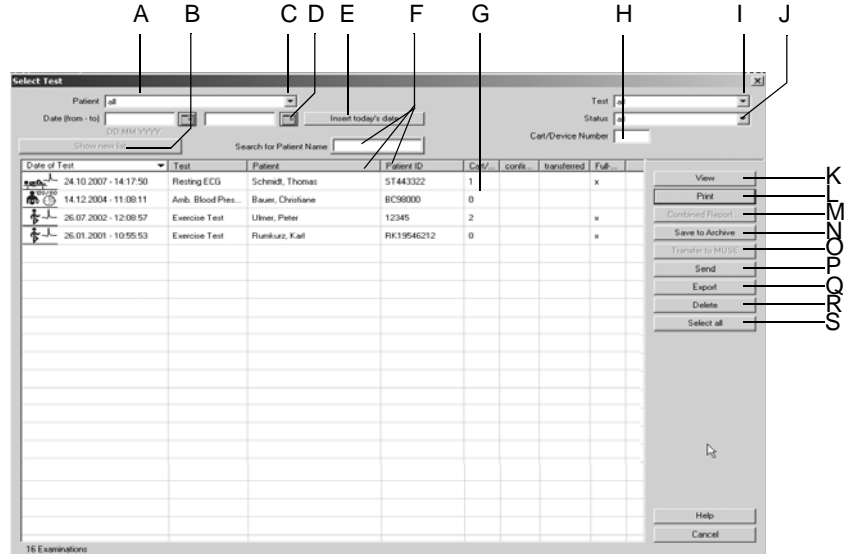 A B C D E F G H I J
Select Test
Patient all Test all
Date (from - to) Insert today's date Status all
DD.MM.YYYY Cart/Device Number
Show new list Search for Patient Name
Date of Test Test Patient Patient ID Cart/... confir... transferred Full-...
24.10.2007 - 14:17:50 Resting ECG Schmidt, Thomas ST443322 1 x
14.12.2004 - 11:08:11 Amb. Blood Pres... Bauer, Christiane BC98000 0
26.07.2002 - 12:08:57 Exercise Test Ulmer, Peter 12345 2 x
26.01.2001 - 10:55:53 Exercise Test Rumkurz, Karl RK19546212 0 x
View K
Print L
Combined Report... M
Save to Archive N
Transfer to MUSE O
Send P
Export Q
Delete R
Select all S
Help
Cancel
16 Examinations